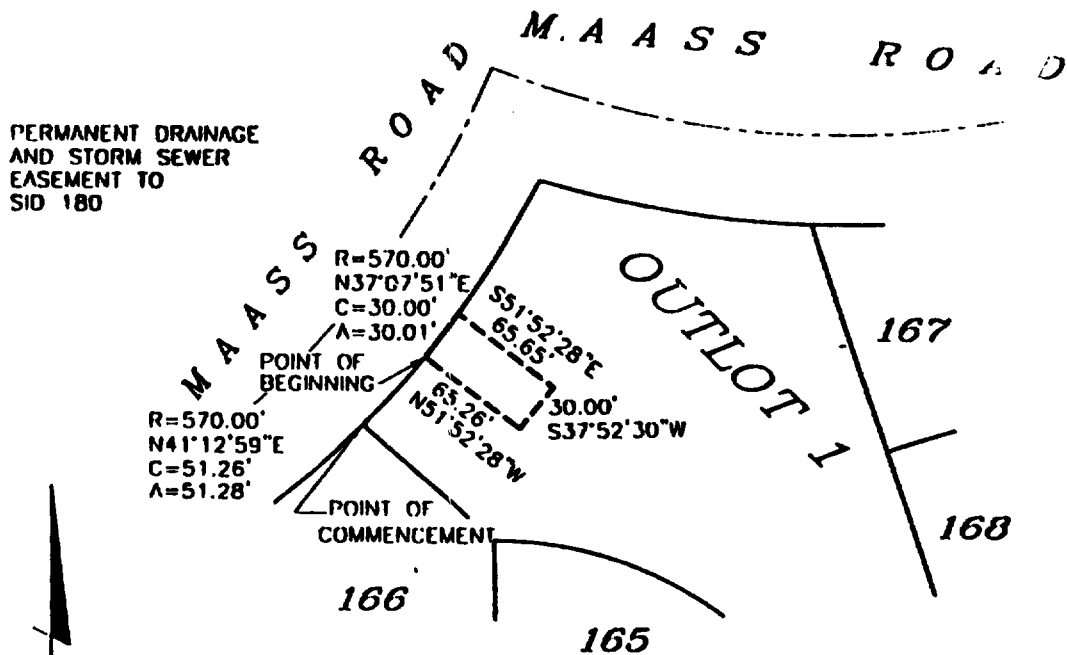 M.AASS ROAD
MAASS ROAD
PERMANENT DRAINAGE
AND STORM SEWER
EASEMENT TO
SID 180
R=570.00'
N37°07'51"E
C=30.00'
A=30.01'
S51°52'28"E
65.65'
OUTLOT 1
167
POINT OF
BEGINNING
65.26'
N51°52'28"W
30.00'
S37°52'30"W
R=570.00'
N41°12'59"E
C=51.26'
A=51.28'
POINT OF
COMMENCEMENT
168
166
165